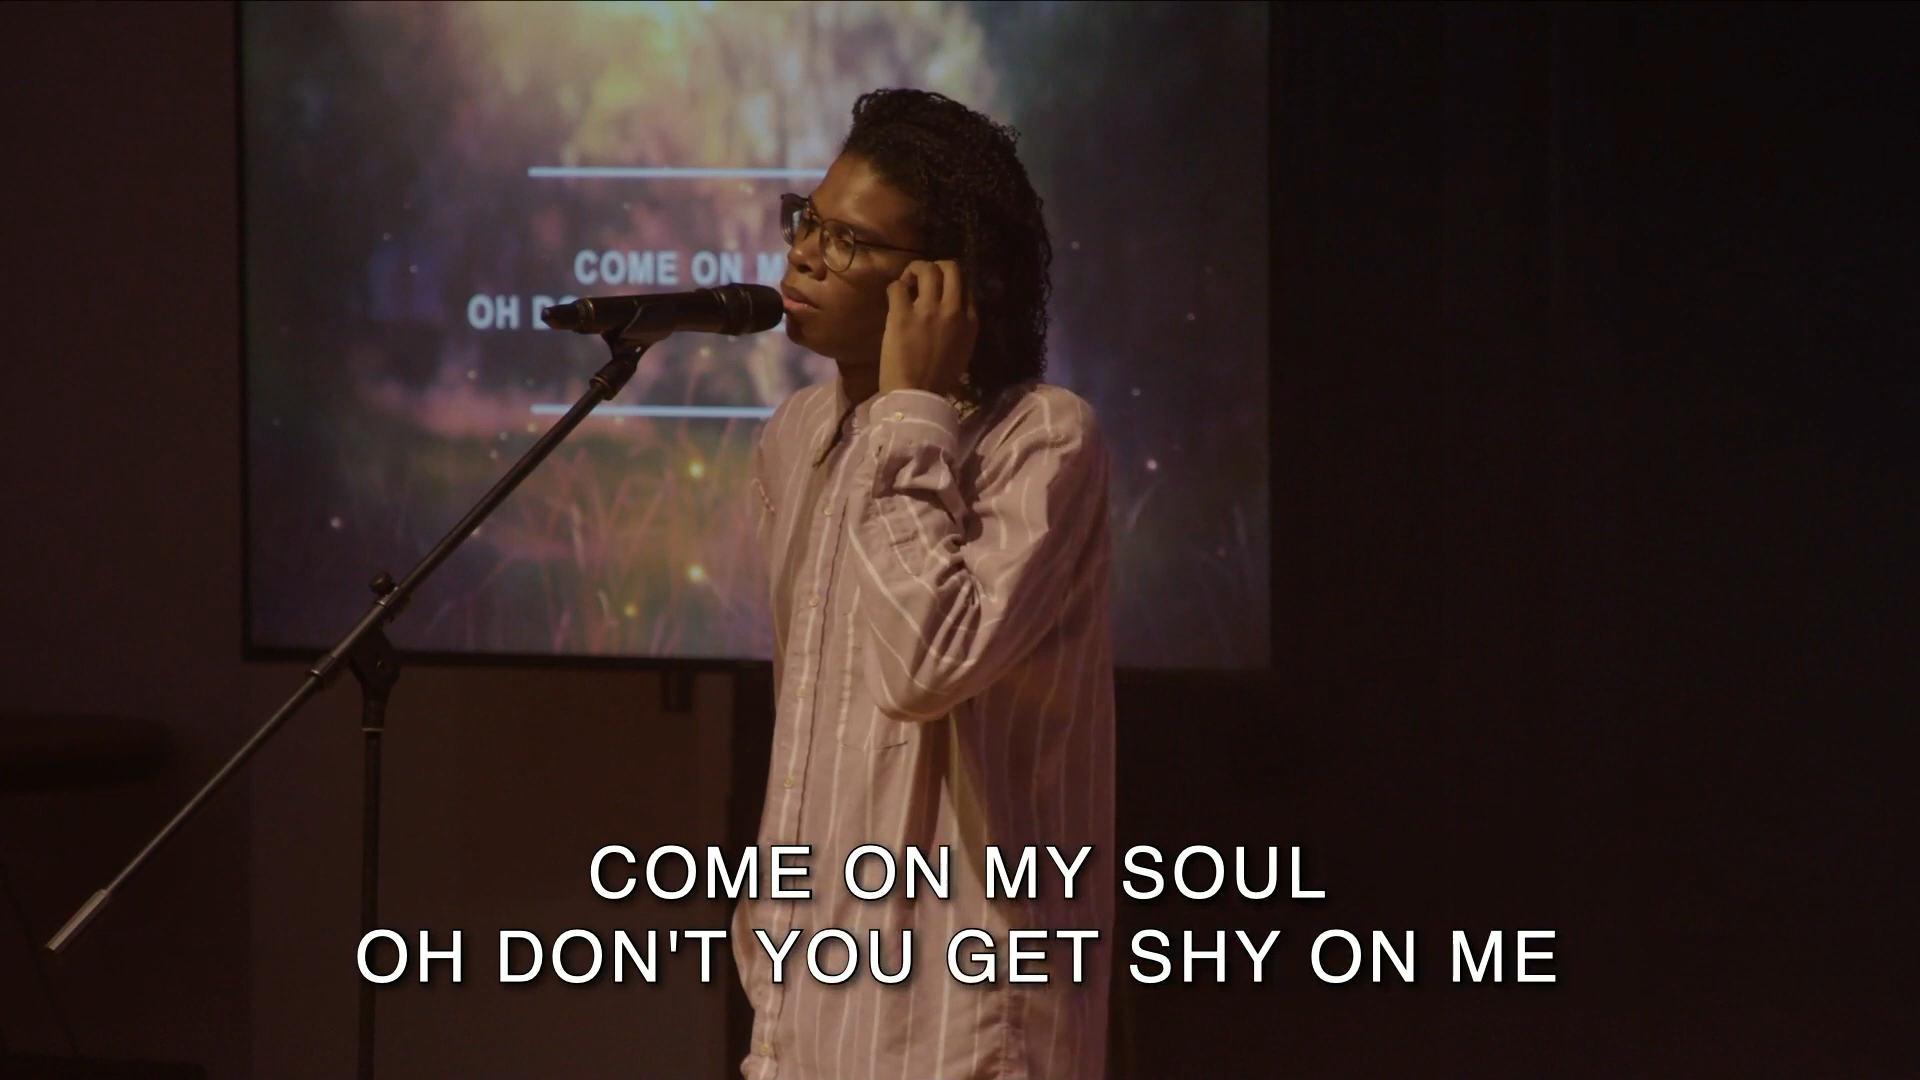 COME ON M
OH D
COME ON MY SOUL
OH DON'T YOU GET SHY ON ME